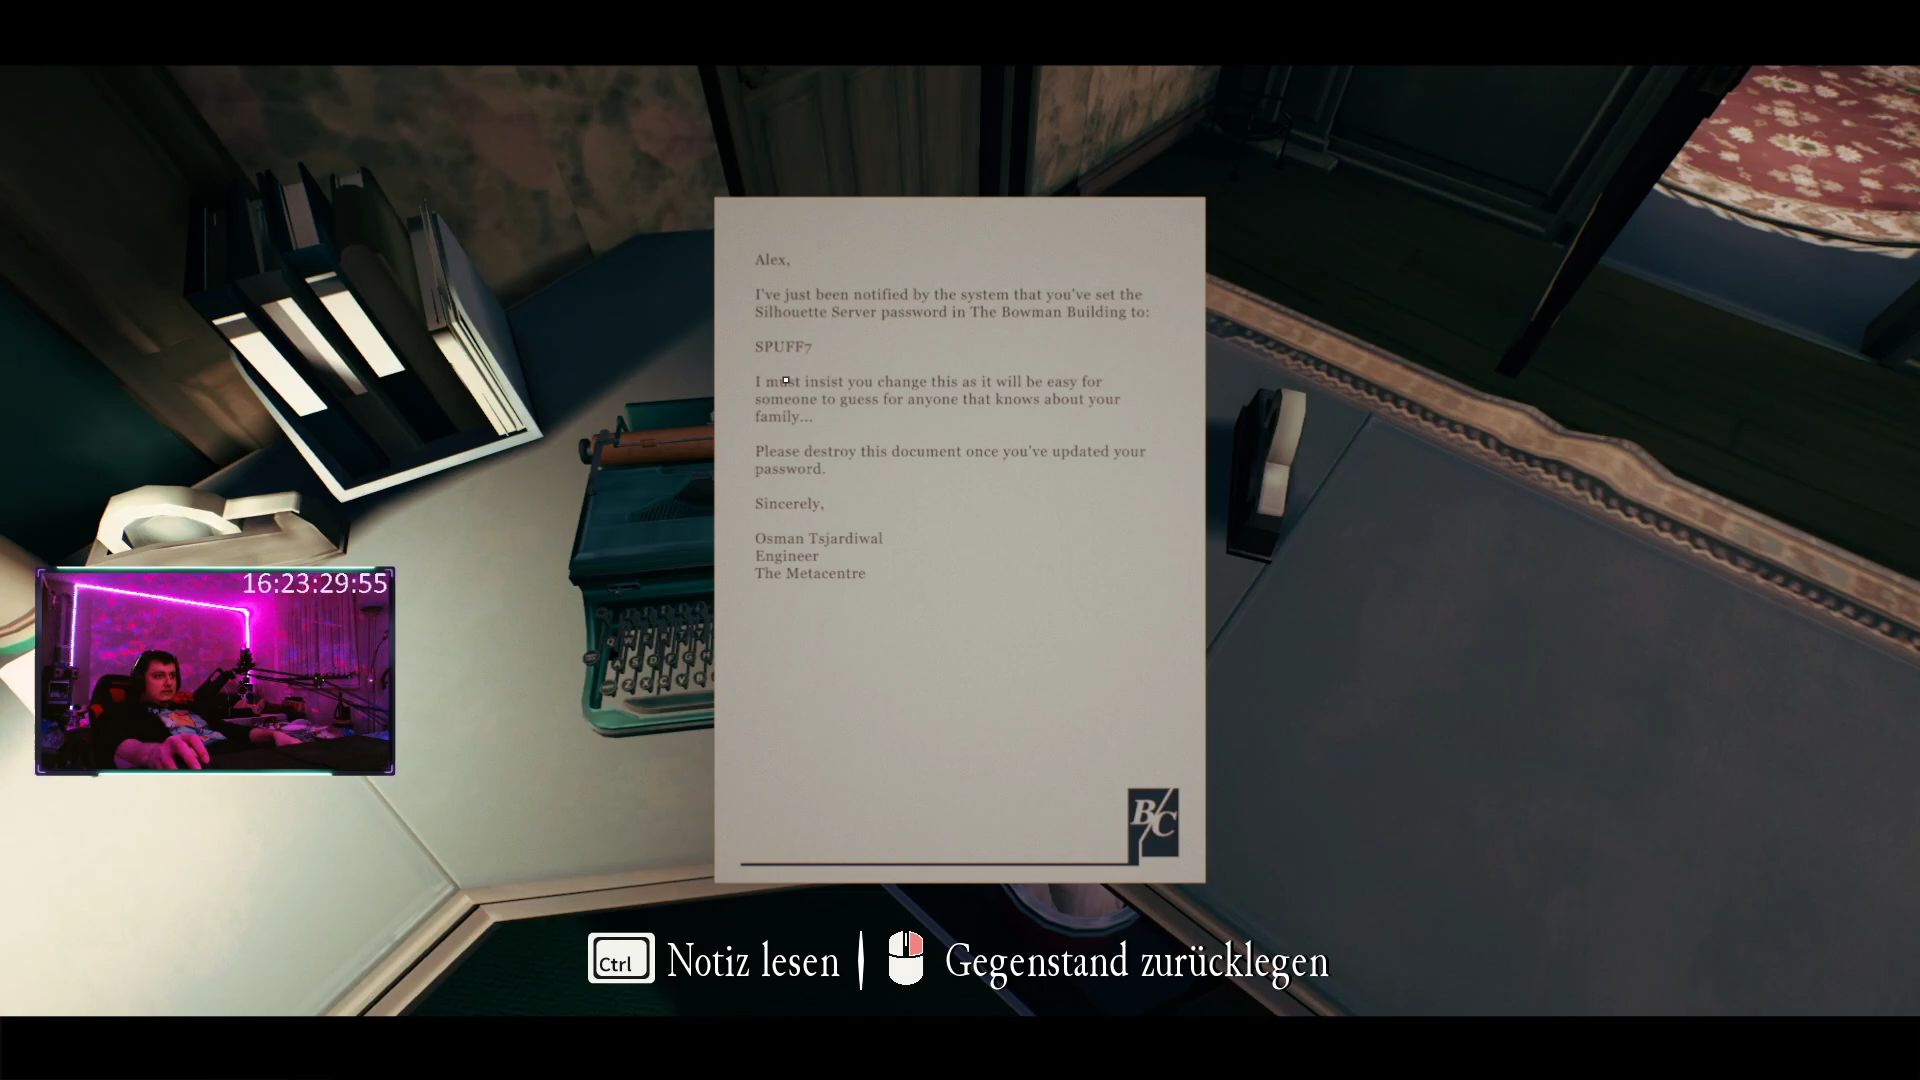 Alex,
I've just been notified by the system that you've set the
Silhouette Server password in The Bowman Building to:
SPUFF7
I must insist you change this as it will be easy for
someone to guess for anyone that knows about your
family...
Please destroy this document once you've updated your
password.
Sincerely,
Osman Tsjardiwal
Engineer
The Metacentre
B/C
16:23:29:55
Ctrl Notiz lesen | Gegenstand zurücklegen